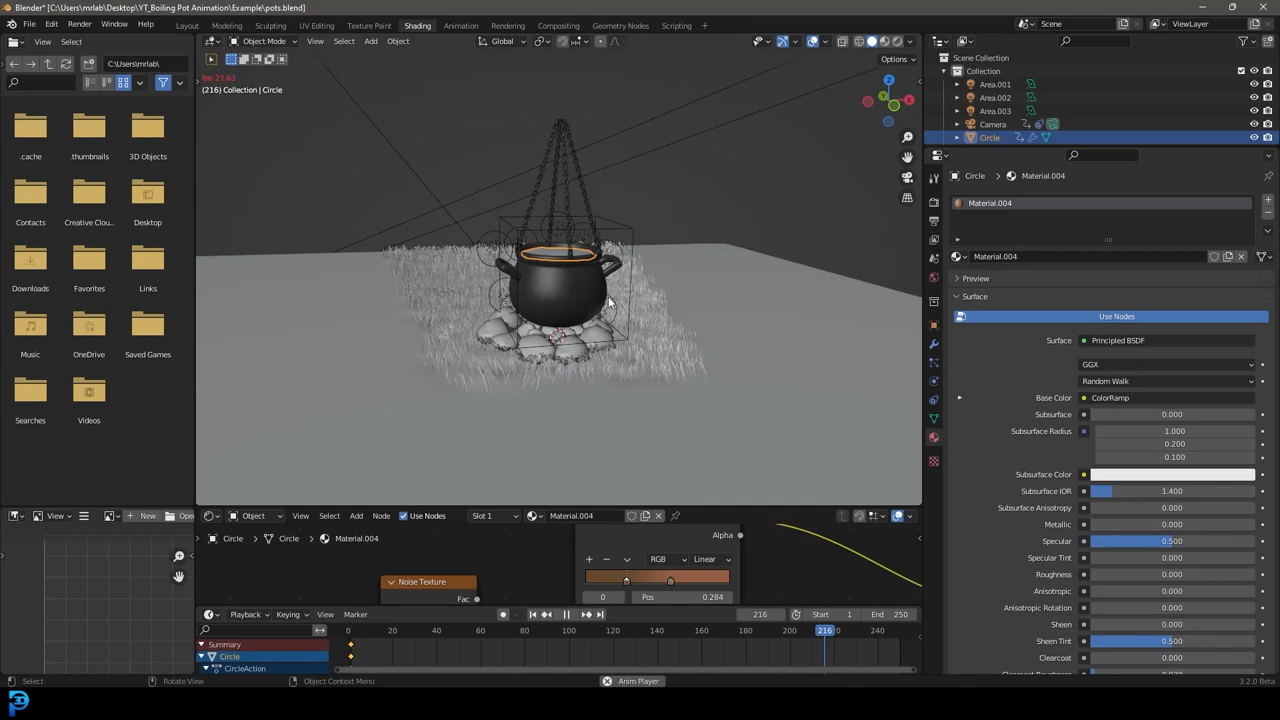 Blender* [C:\Users\mrlab\Desktop\YT_Boiling Pot Animation\Example\pots.blend]
File Edit Render Window Help Layout Modeling Sculpting UV Editing Texture Paint Shading Animation Rendering Compositing Geometry Nodes Scripting + Scene ViewLayer
View Select Object Mode View Select Add Object Global
C:\Users\mrlab\ Options
fps: 21.63
(216) Collection | Circle
Scene Collection
Collection
Area.001
Area.002
Area.003
Camera
Circle
.cache .thumbnails 3D Objects
Contacts Creative Clou... Desktop
Downloads Favorites Links
Music OneDrive Saved Games
Searches Videos
X
Y
Z
Circle Material.004
Material.004
Material.004
Preview
Surface
Use Nodes
Surface Principled BSDF
GGX
Random Walk
Base Color ColorRamp
Subsurface 0.000
Subsurface Radius 1.000
0.200
0.100
Subsurface Color
Subsurface IOR 1.400
Subsurface Anisotropy 0.000
Metallic 0.000
Specular 0.500
Specular Tint 0.000
Roughness 0.000
Anisotropic 0.000
Anisotropic Rotation 0.000
Sheen 0.000
Sheen Tint 0.500
Clearcoat 0.000
View + New Open Object View Select Add Node Use Nodes Slot 1 Material.004
Circle Circle Material.004
Alpha
RGB Linear
Noise Texture
Fac
0 Pos 0.284
Playback Keying View Marker 216 Start 1 End 250
0 20 40 60 80 100 120 140 160 180 200 216 240
Summary
Circle
CircleAction
Select Rotate View Object Context Menu Anim Player 3.2.0 Beta